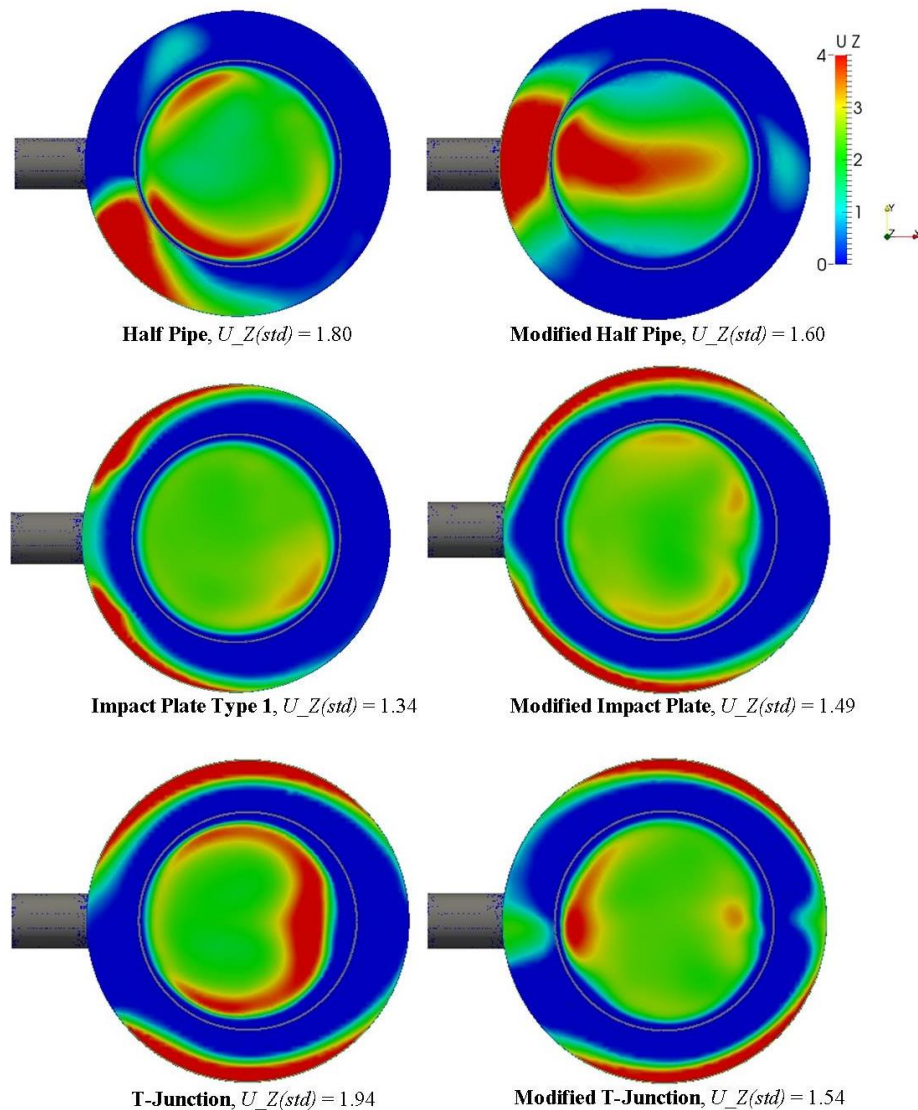 U Z
4
3
2
1
0
Y
Z
X
Half Pipe, U_Z(std) = 1.80
Modified Half Pipe, U_Z(std) = 1.60
Impact Plate Type 1, U_Z(std) = 1.34
Modified Impact Plate, U_Z(std) = 1.49
T-Junction, U_Z(std) = 1.94
Modified T-Junction, U_Z(std) = 1.54